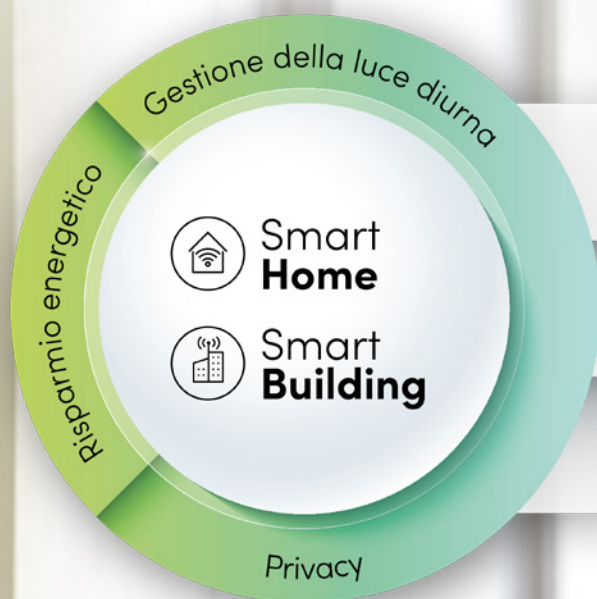 Gestione della luce diurna
Risparmio energetico
Smart
Home
Smart
Building
Privacy